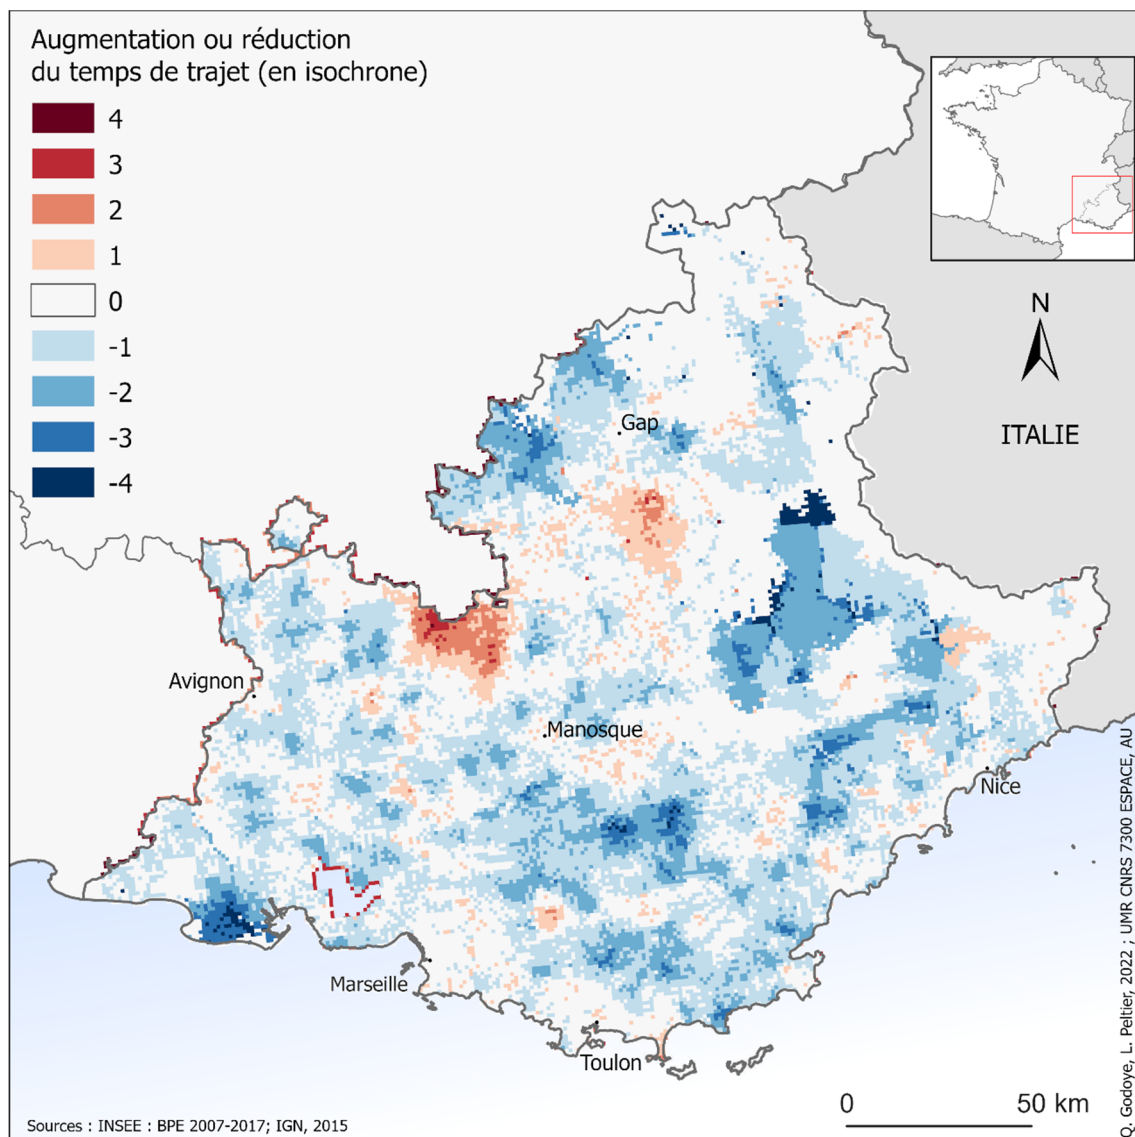 Augmentation ou réduction
du temps de trajet (en isochrone)
4
3
2
1
0
-1
-2
-3
-4
N
ITALIE
Gap
Avignon
Manosque
Nice
Marseille
Toulon
0 50 km
Sources : INSEE : BPE 2007-2017; IGN, 2015
Q. Godoye, L. Peltier, 2022 ; UMR CNRS 7300 ESPACE, AU